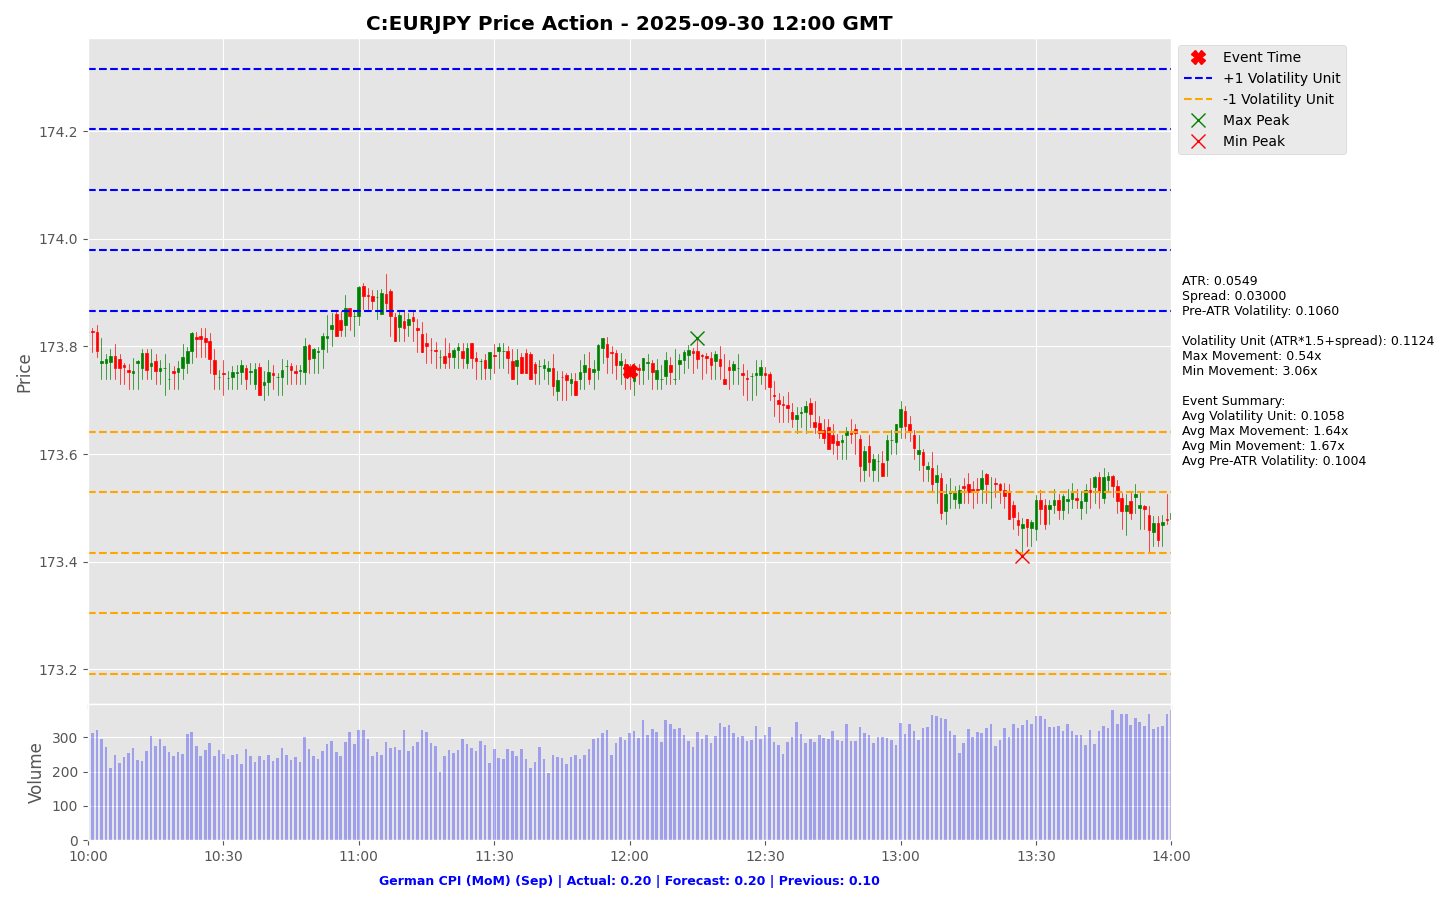 C:EURJPY Price Action - 2025-09-30 12:00 GMT
Event Time
+1 Volatility Unit
-1 Volatility Unit
Max Peak
Min Peak
174.2
174.0
173.8
173.6
173.4
173.2
Price
ATR: 0.0549
Spread: 0.03000
Pre-ATR Volatility: 0.1060
Volatility Unit (ATR*1.5+spread): 0.1124
Max Movement: 0.54x
Min Movement: 3.06x
Event Summary:
Avg Volatility Unit: 0.1058
Avg Max Movement: 1.64x
Avg Min Movement: 1.67x
Avg Pre-ATR Volatility: 0.1004
300
200
100
0
Volume
10:00 10:30 11:00 11:30 12:00 12:30 13:00 13:30 14:00
German CPI (MoM) (Sep) | Actual: 0.20 | Forecast: 0.20 | Previous: 0.10